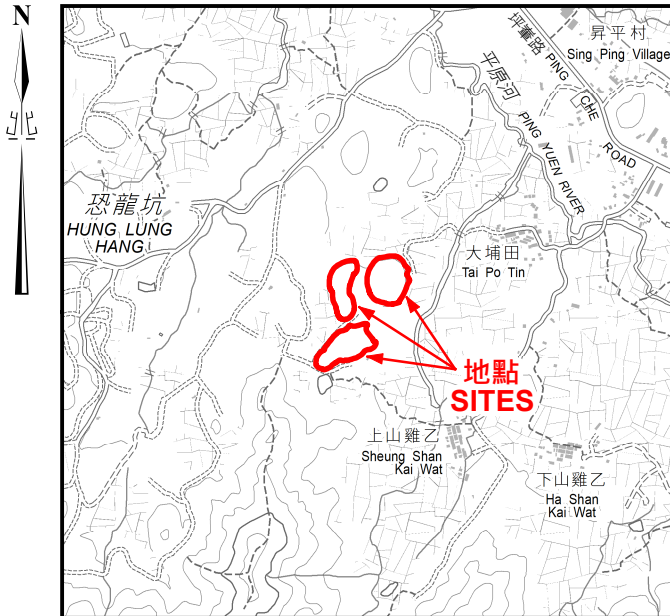 N
北
昇平村
Sing Ping Village
坪輋路 PING CHE ROAD
平原河 PING YUEN RIVER
恐龍坑
HUNG LUNG
HANG
大埔田
Tai Po Tin
地點
SITES
上山雞乙
Sheung Shan
Kai Wat
下山雞乙
Ha Shan
Kai Wat